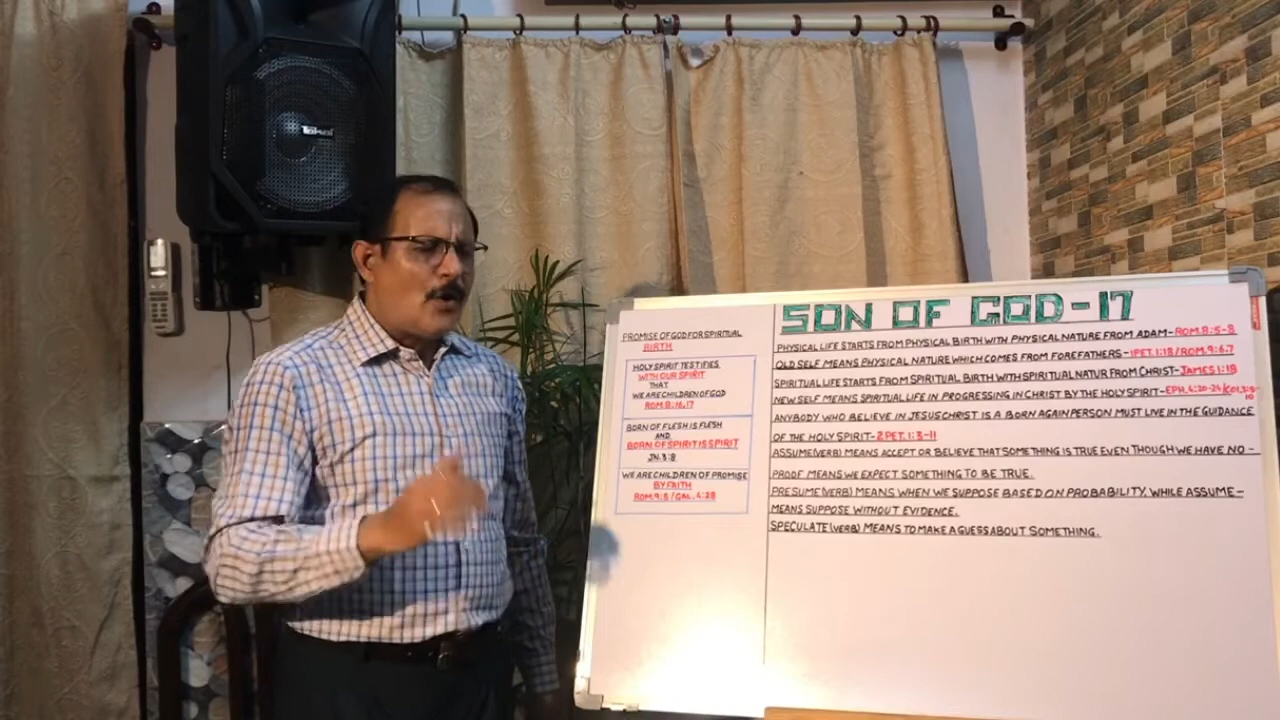 Taisal
PROMISE OF GOD FOR SPIRITUAL
BIRTH
HOLY SPIRIT TESTIFIES
WITH OUR SPIRIT
THAT
WE ARE CHILDREN OF GOD
ROM.8:16,17
BORN OF FLESH IS FLESH
AND
BORN OF SPIRIT IS SPIRIT
JN.3:8
WE ARE CHILDREN OF PROMISE
BY FAITH
ROM.9:8/GAL.4:28
SON OF GOD-17
PHYSICAL LIFE STARTS FROM PHYSICAL BIRTH WITH PHYSICAL NATURE FROM ADAM-ROM.8:5-8
OLD SELF MEANS PHYSICAL NATURE WHICH COMES FROM FOREFATHERS-1PET.1:18/ROM.9:6,7
SPIRITUAL LIFE STARTS FROM SPIRITUAL BIRTH WITH SPIRITUAL NATUR FROM CHRIST-JAMES 1:18
NEW SELF MEANS SPIRITUAL LIFE IN PROGRESSING IN CHRIST BY THE HOLY SPIRIT-EPH.4:20-24 Kol.3:9-10
ANYBODY WHO BELIEVE IN JESUS CHRIST IS A BORN AGAIN PERSON MUST LIVE IN THE GUIDANCE
OF THE HOLY SPIRIT-2PET.1:3-11
ASSUME(VERB) MEANS ACCEPT OR BELIEVE THAT SOMETHING IS TRUE EVEN THOUGH WE HAVE NO-
PROOF MEANS WE EXPECT SOMETHING TO BE TRUE.
PRESUME(VERB) MEANS WHEN WE SUPPOSE BASED ON PROBABILITY, WHILE ASSUME-
MEANS SUPPOSE WITHOUT EVIDENCE.
SPECULATE(VERB) MEANS TO MAKE A GUESS ABOUT SOMETHING.